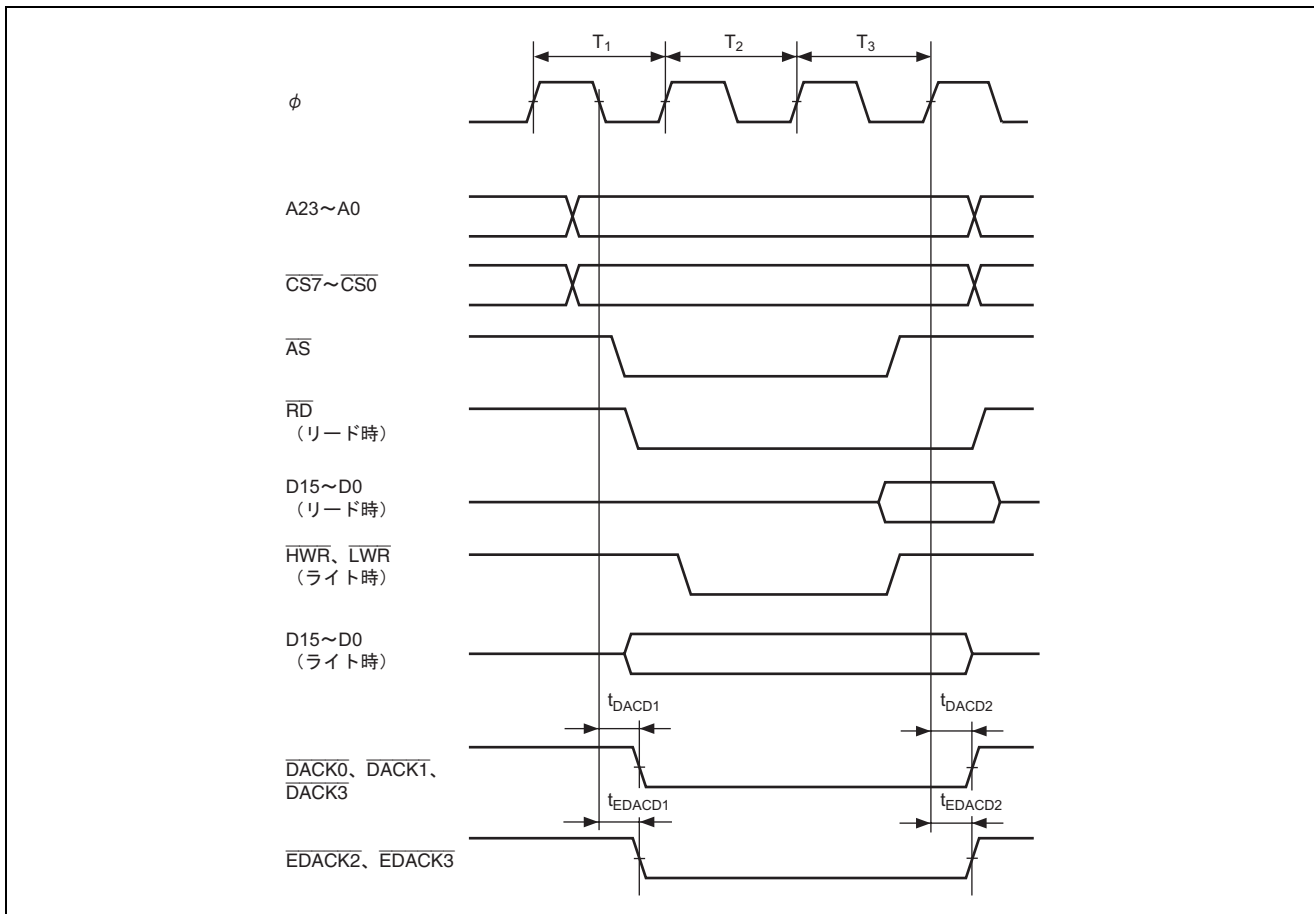 T1 T2 T3
φ
A23～A0
CS7～CS0
AS
RD
（リード時）
D15～D0
（リード時）
HWR、LWR
（ライト時）
D15～D0
（ライト時）
tDACD1 tDACD2
DACK0、DACK1、
DACK3
tEDACD1 tEDACD2
EDACK2、EDACK3